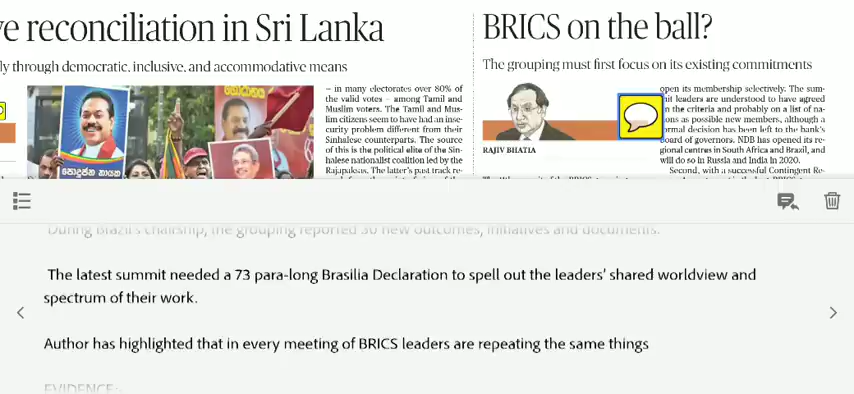 e reconciliation in Sri Lanka
ly through democratic, inclusive, and accommodative means
පොදුජන
– in many electorates over 80% of
the valid votes – among Tamil and
Muslim voters. The Tamil and Mus-
lim citizens seem to have had an inse-
curity problem different from their
Sinhalese counterparts. The source
of this is the political elite of the Sin-
halese nationalist coalition led by the
Rajapaksas. The latter's past track re-
BRICS on the ball?
The grouping must first focus on its existing commitments
RAJIV BHATIA
open its membership selectively. The sum-
it leaders are understood to have agreed
n the criteria and probably on a list of na-
ons as possible new members, although a
rmal decision has been left to the bank's
oard of governors. NDB has opened its re-
gional centres in South Africa and Brazil, and
will do so in Russia and India in 2020.
Second, with a successful Contingent Re-
During Brazil's chairship, the grouping reported 30 new outcomes, initiatives and documents.
The latest summit needed a 73 para-long Brasilia Declaration to spell out the leaders' shared worldview and
spectrum of their work.
Author has highlighted that in every meeting of BRICS leaders are repeating the same things
EVIDENCE:-